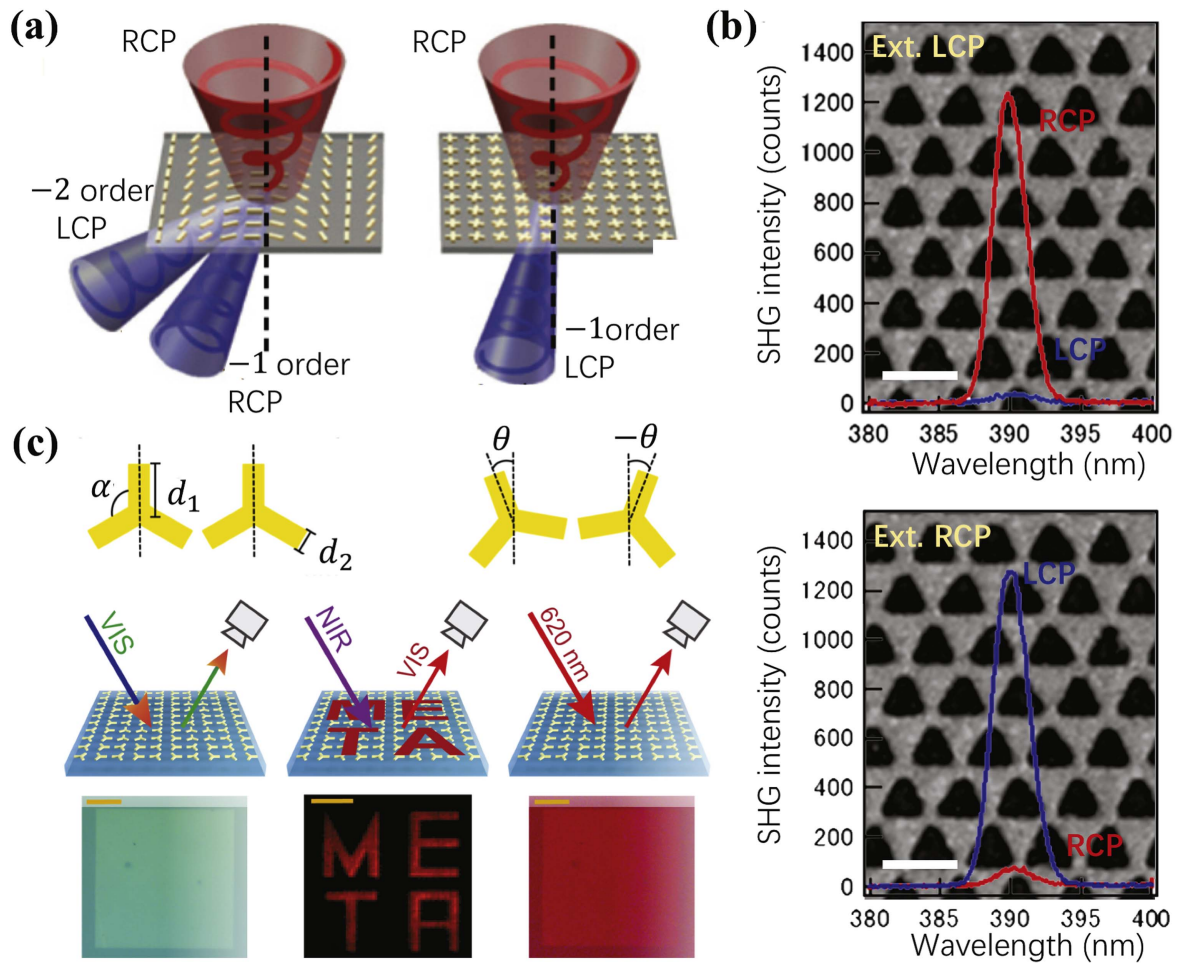 (a)
RCP
RCP
−2 order
LCP
−1 order
RCP
−1order
LCP
(b)
Ext. LCP
RCP
LCP
SHG intensity (counts)
1400
1200
1000
800
600
400
200
0
380 385 390 395 400
Wavelength (nm)
Ext. RCP
LCP
RCP
SHG intensity (counts)
1400
1200
1000
800
600
400
200
0
380 385 390 395 400
Wavelength (nm)
(c)
α
d1
d2
θ
−θ
VIS
NIR
VIS
620 nm
M E
T A
M E
T A